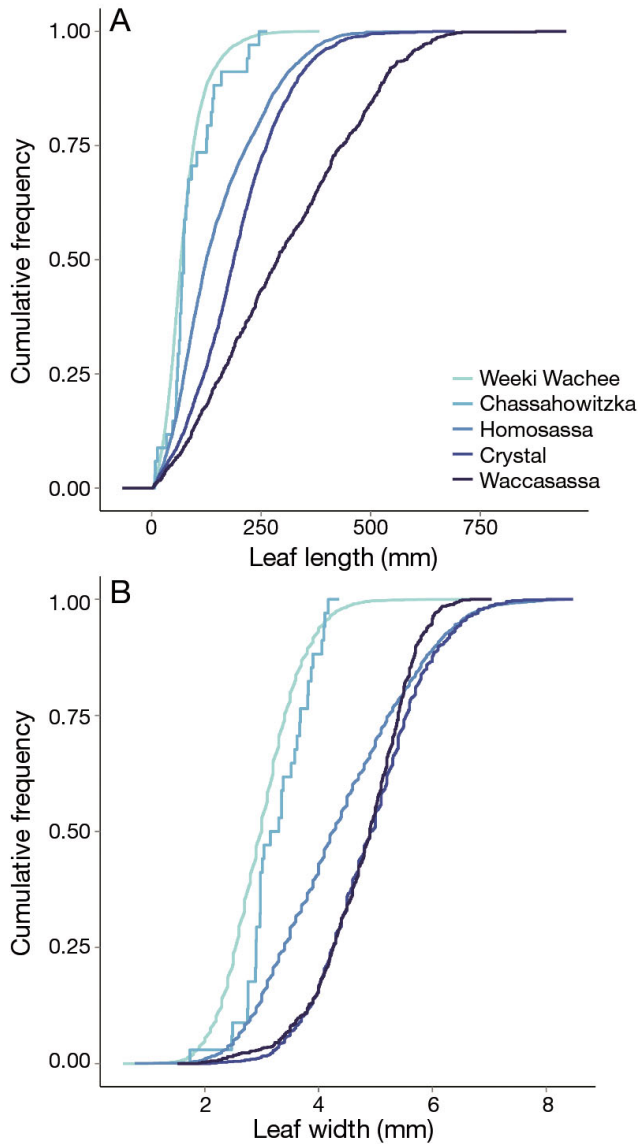 A
1.00
0.75
0.50
0.25
0.00
Cumulative frequency
Weeki Wachee
Chassahowitzka
Homosassa
Crystal
Waccasassa
0 250 500 750
Leaf length (mm)
B
1.00
0.75
0.50
0.25
0.00
Cumulative frequency
2 4 6 8
Leaf width (mm)